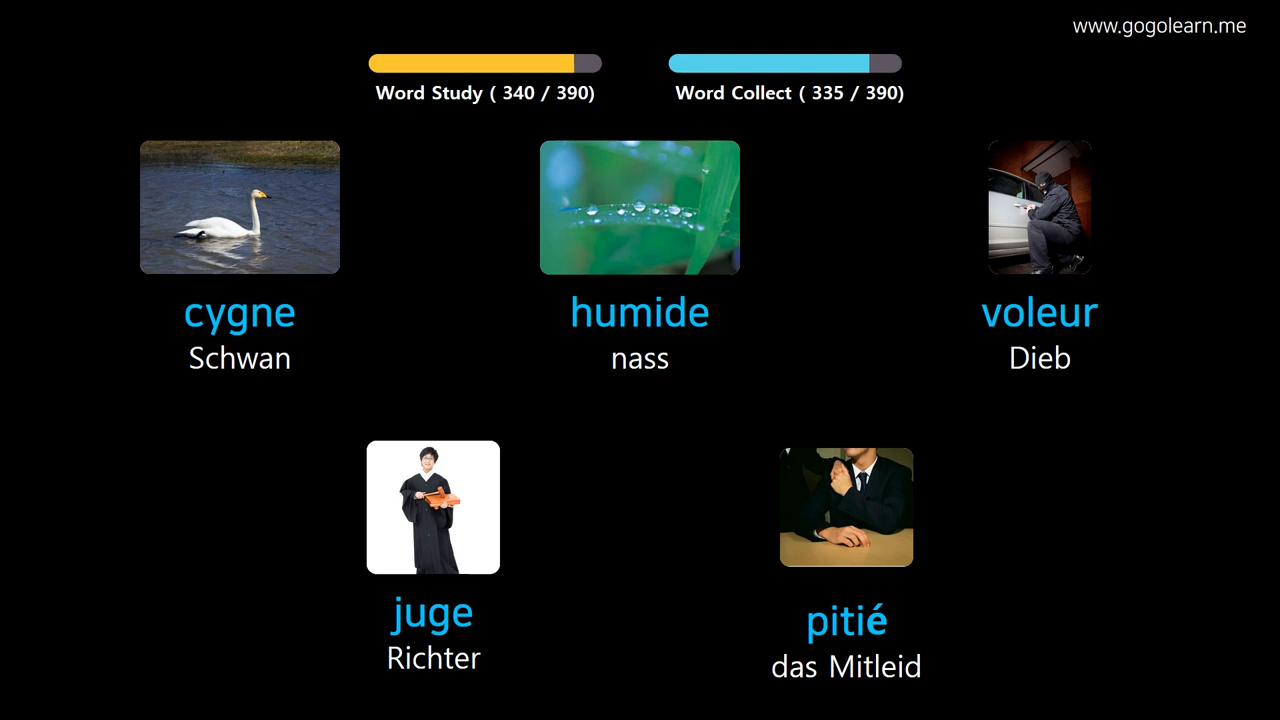 www.gogolearn.me
Word Study ( 340 / 390)
Word Collect ( 335 / 390)
cygne
Schwan
humide
nass
voleur
Dieb
juge
Richter
pitié
das Mitleid